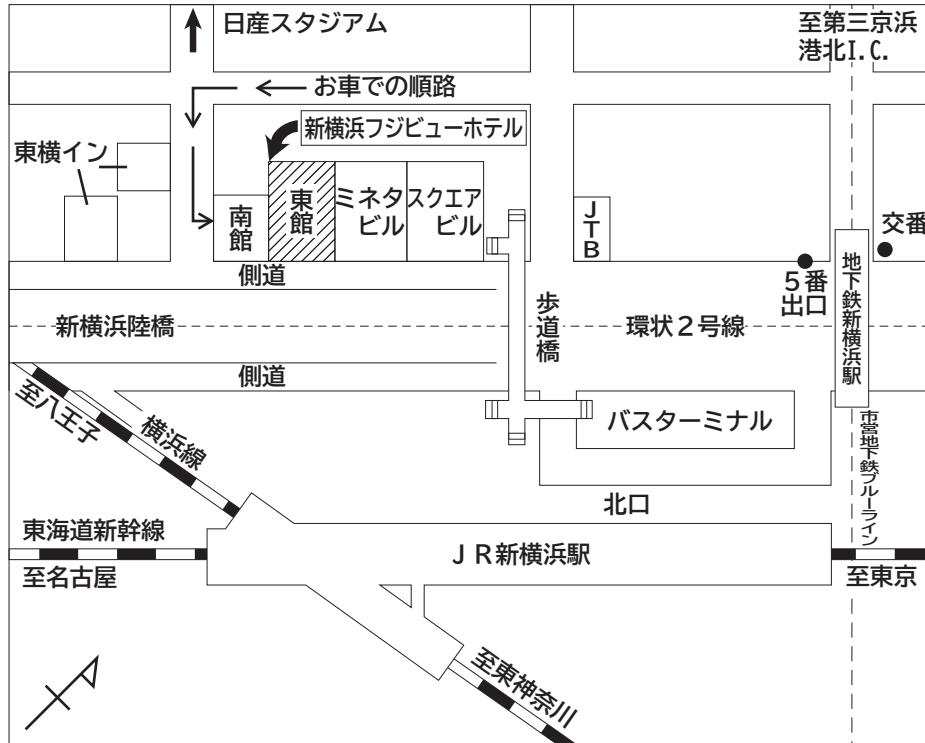 日産スタジアム
至第三京浜
港北I.C.
お車での順路
新横浜フジビューホテル
東横イン
南館
東館
ミネタ
ビル
スクエア
ビル
JTB
交番
5番
出口
地下鉄新横浜駅
側道
新横浜陸橋
歩道橋
環状2号線
側道
至八王子
横浜線
バスターミナル
市営地下鉄ブルーライン
北口
東海道新幹線
JR新横浜駅
至名古屋
至東京
至東神奈川